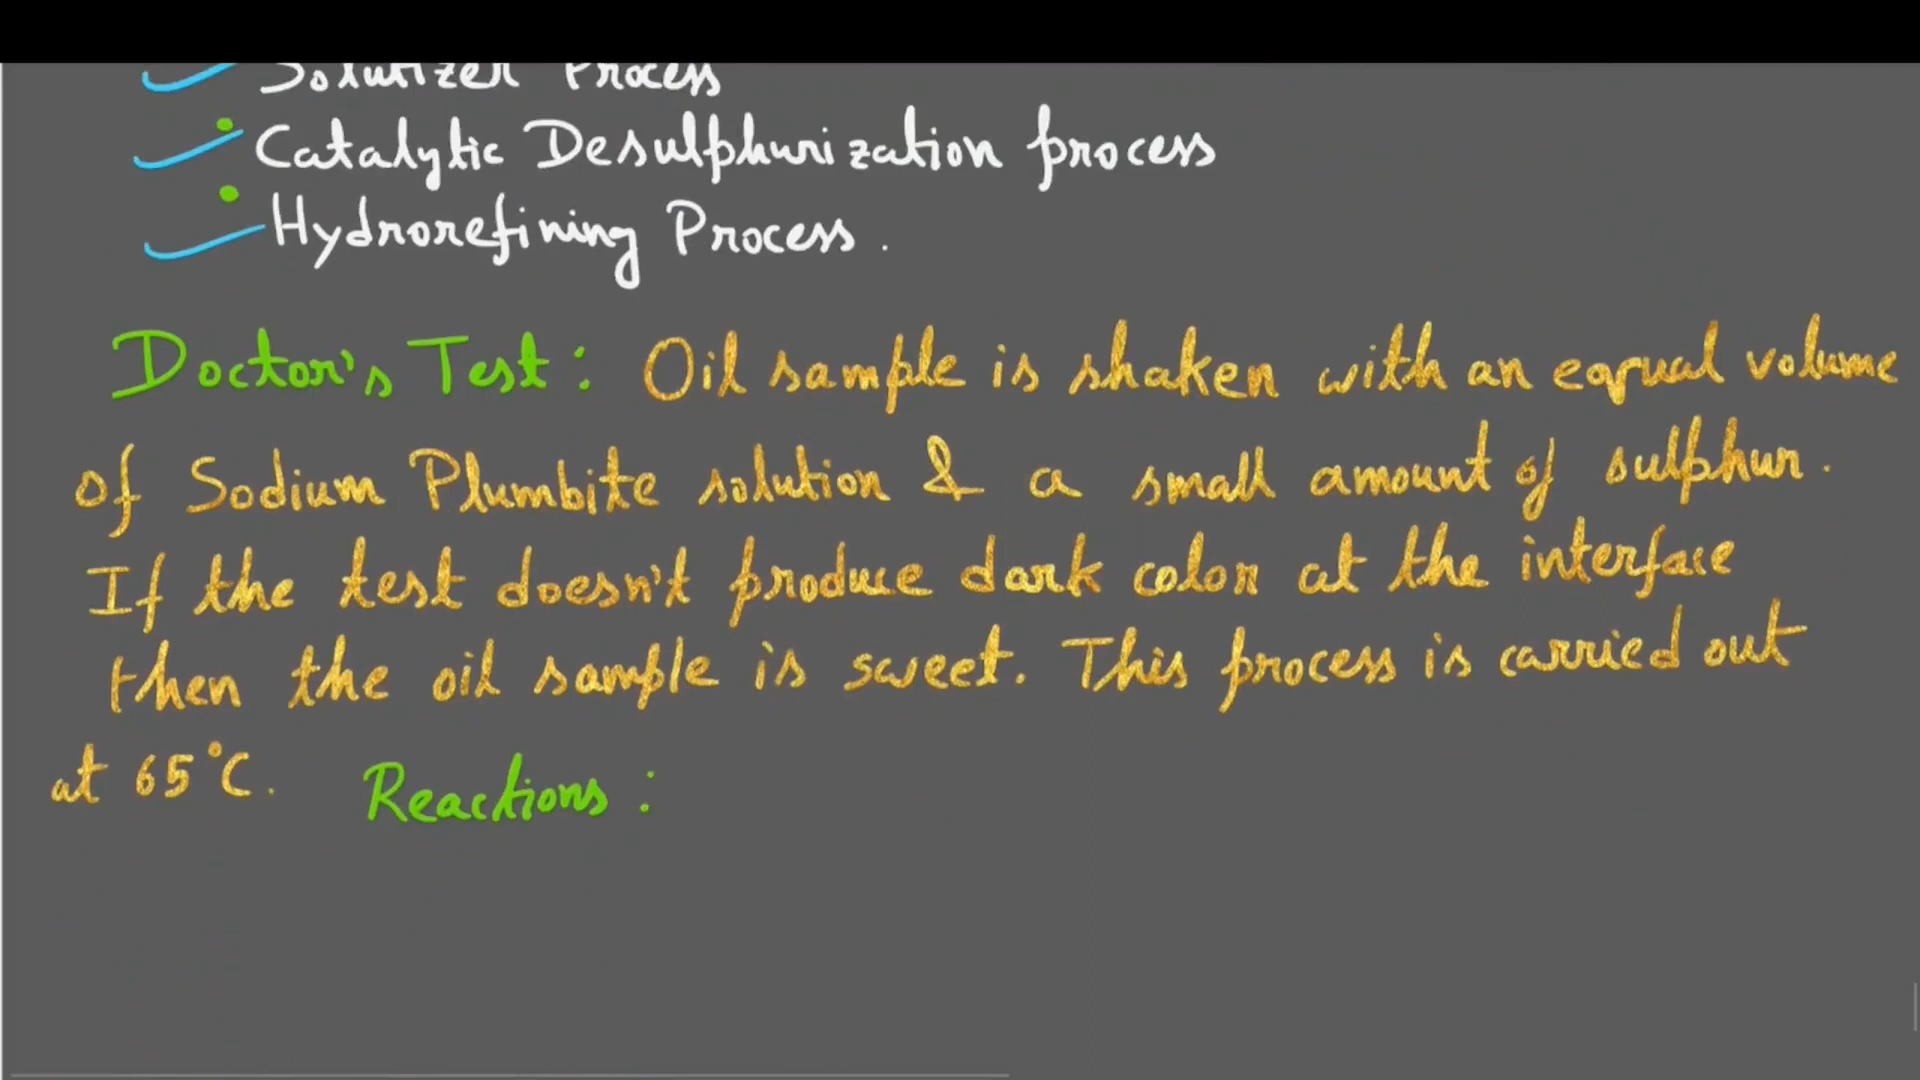 Solutizer Process
Catalytic Desulphurization process
Hydrorefining Process.
Doctor's Test: Oil sample is shaken with an equal volume
of Sodium Plumbite solution & a small amount of sulphur.
If the test doesn't produce dark color at the interface
then the oil sample is sweet. This process is carried out
at 65°C. Reactions: